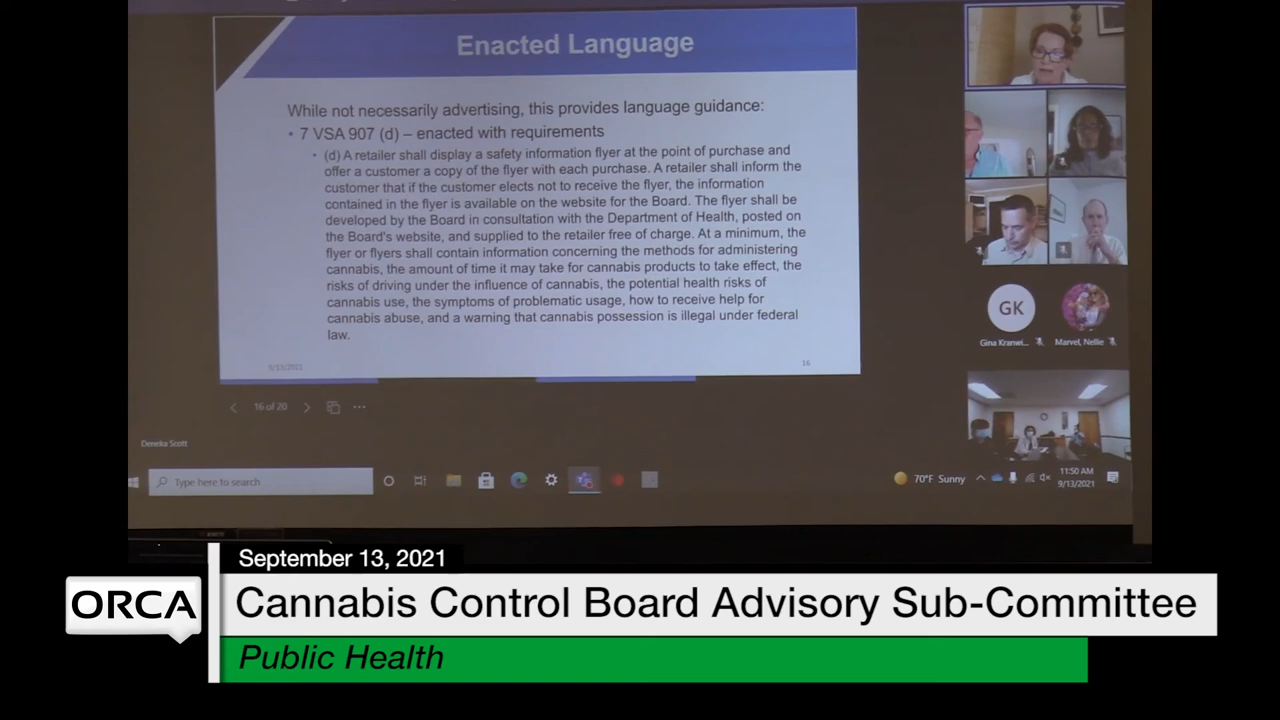 Enacted Language
While not necessarily advertising, this provides language guidance:
• 7 VSA 907 (d) – enacted with requirements
• (d) A retailer shall display a safety information flyer at the point of purchase and
offer a customer a copy of the flyer with each purchase. A retailer shall inform the
customer that if the customer elects not to receive the flyer, the information
contained in the flyer is available on the website for the Board. The flyer shall be
developed by the Board in consultation with the Department of Health, posted on
the Board's website, and supplied to the retailer free of charge. At a minimum, the
flyer or flyers shall contain information concerning the methods for administering
cannabis, the amount of time it may take for cannabis products to take effect, the
risks of driving under the influence of cannabis, the potential health risks of
cannabis use, the symptoms of problematic usage, how to receive help for
cannabis abuse, and a warning that cannabis possession is illegal under federal
law.
9/13/2021
16
GK
Gina Kranwi...
Marvel, Nellie
16 of 20
Deneka Scott
Type here to search
70°F Sunny
11:50 AM
9/13/2021
September 13, 2021
ORCA
Cannabis Control Board Advisory Sub-Committee
Public Health